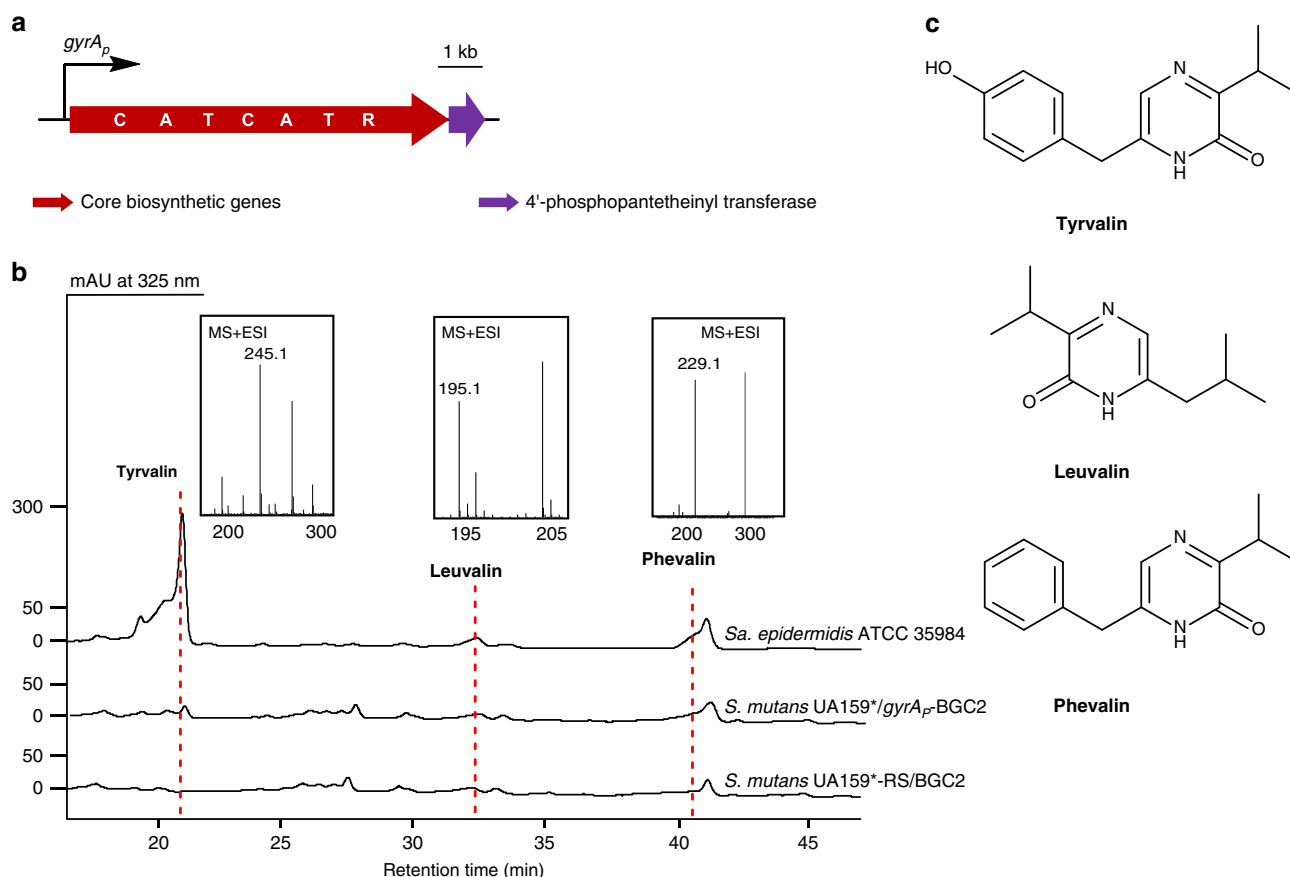 a
gyrAp
1 kb
C A T C A T R
Core biosynthetic genes
4'-phosphopantetheinyl transferase
b
mAU at 325 nm
MS+ESI
245.1
200 300
MS+ESI
195.1
195 205
MS+ESI
229.1
200 300
Tyrvalin
Leuvalin
Phevalin
300
50
0
Sa. epidermidis ATCC 35984
50
0
S. mutans UA159*/gyrAP-BGC2
50
0
S. mutans UA159*-RS/BGC2
20 25 30 35 40 45
Retention time (min)
c
HO
N
N
H
O
Tyrvalin
N
O
N
H
Leuvalin
N
N
H
O
Phevalin